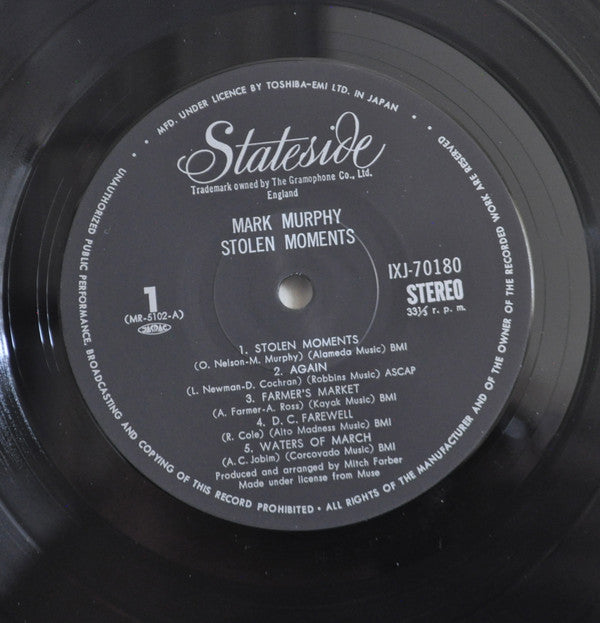 • MFD. UNDER LICENCE BY TOSHIBA-EMI LTD. IN JAPAN •
Stateside
Trademark owned by The Gramophone Co., Ltd.
England
MARK MURPHY
STOLEN MOMENTS
IXJ-70180
1
STEREO
(MR-5102-A)
33⅓ r. p. m.
JASRAC
1. STOLEN MOMENTS
(O. Nelson-M. Murphy) (Alameda Music) BMI
2. AGAIN
(L. Newman-D. Cochran) (Robbins Music) ASCAP
3. FARMER'S MARKET
(A. Farmer-A. Ross) (Kayak Music) BMI
4. D. C. FAREWELL
(R. Cole) (Alto Madness Music) BMI
5. WATERS OF MARCH
(A. C. Jobim) (Corcovado Music) BMI
Produced and arranged by Mitch Farber
Made under license from Muse
UNAUTHORIZED PUBLIC PERFORMANCE. BROADCASTING AND COPYING OF THIS RECORD PROHIBITED • ALL RIGHTS OF THE MANUFACTURER AND OF THE OWNER OF THE RECORDED WORK ARE RESERVED